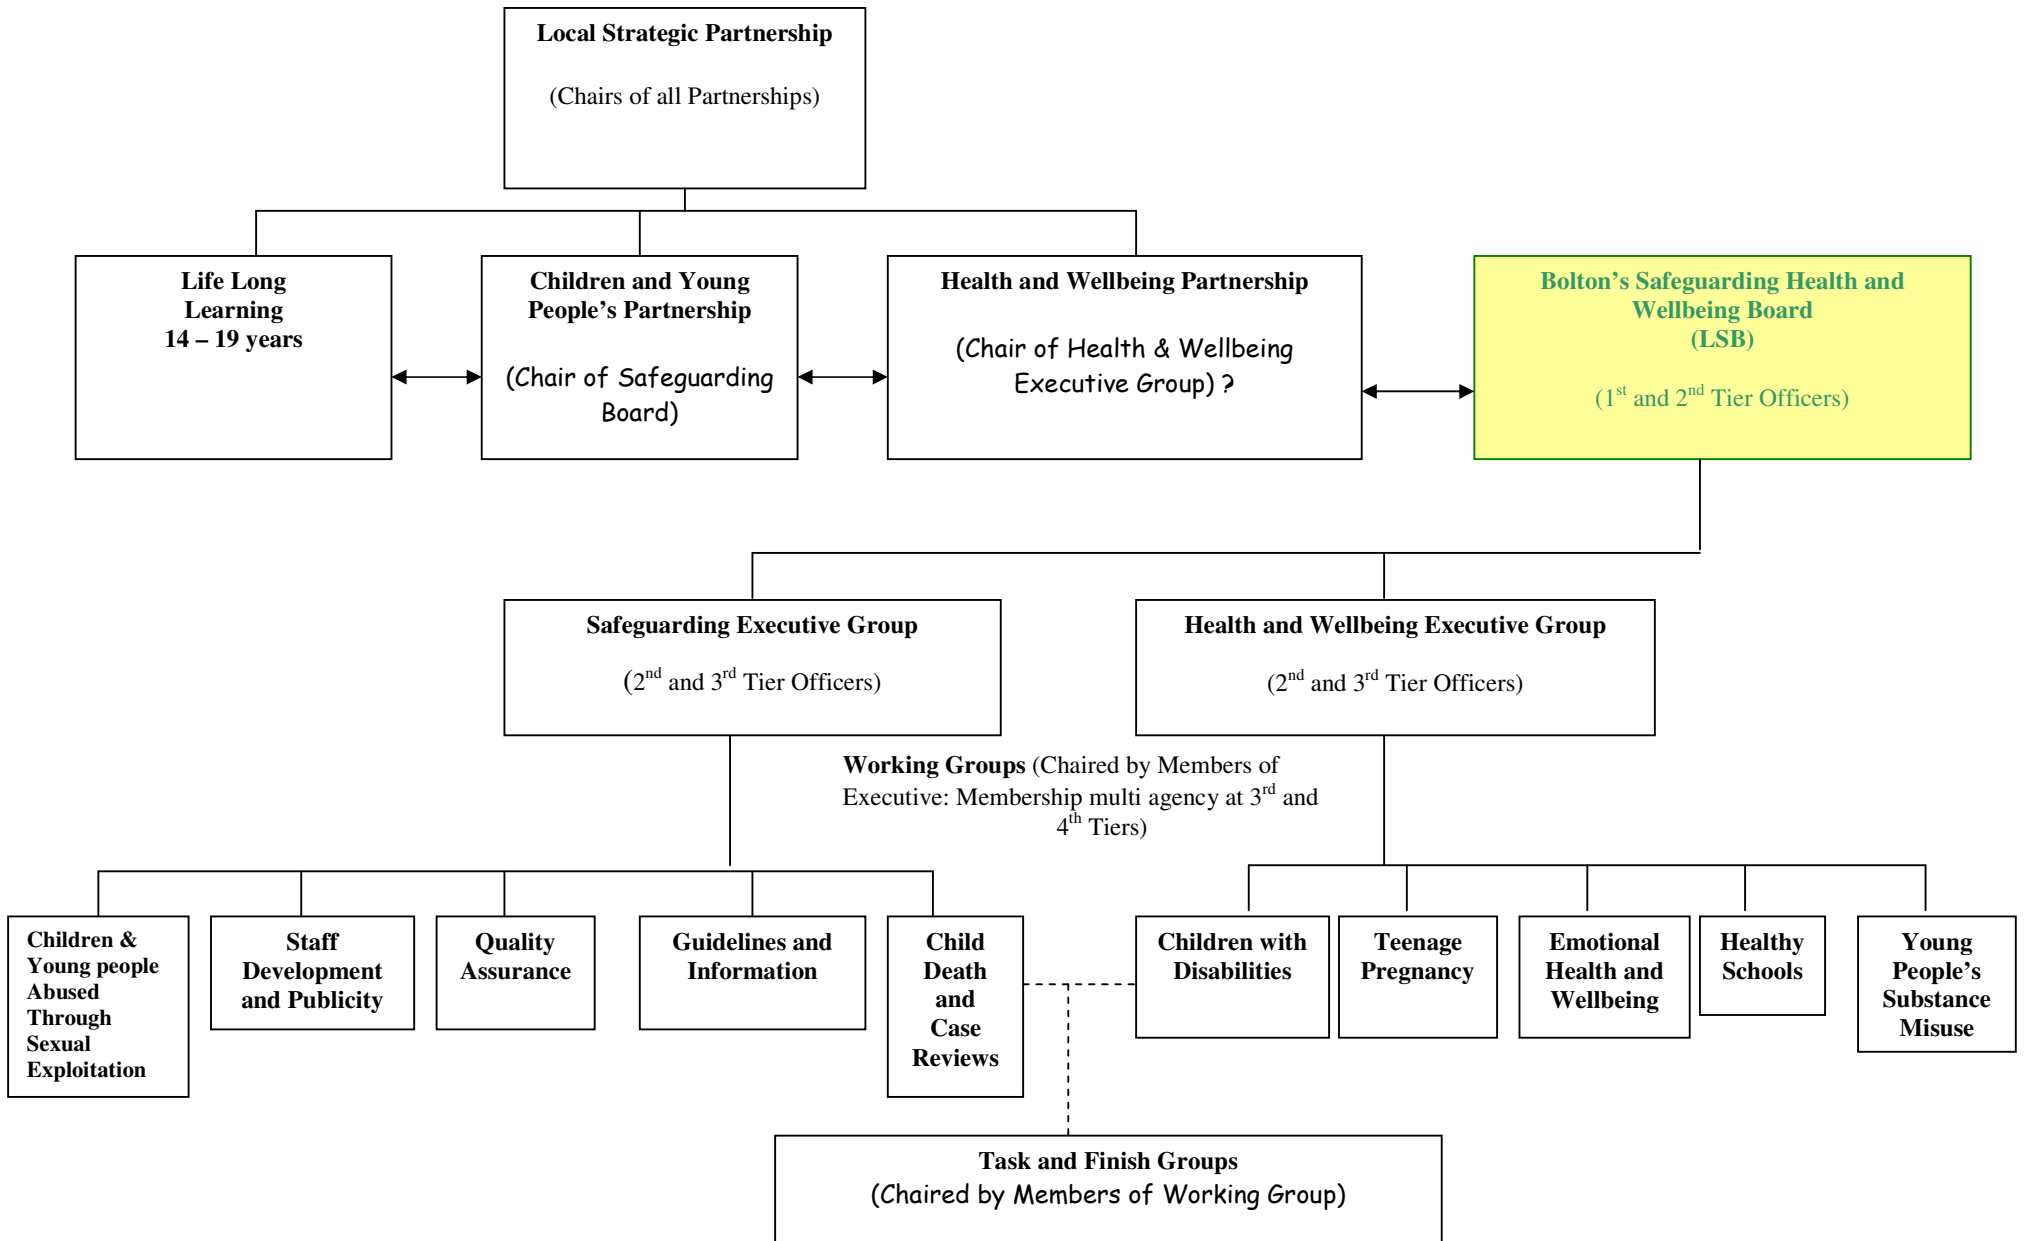 Local Strategic Partnership
(Chairs of all Partnerships)
Life Long
Learning
14 – 19 years
Children and Young
People's Partnership
(Chair of Safeguarding
Board)
Health and Wellbeing Partnership
(Chair of Health & Wellbeing
Executive Group) ?
Bolton's Safeguarding Health and
Wellbeing Board
(LSB)
(1st and 2nd Tier Officers)
Safeguarding Executive Group
(2nd and 3rd Tier Officers)
Health and Wellbeing Executive Group
(2nd and 3rd Tier Officers)
Working Groups (Chaired by Members of
Executive: Membership multi agency at 3rd and
4th Tiers)
Children &
Young people
Abused
Through
Sexual
Exploitation
Staff
Development
and Publicity
Quality
Assurance
Guidelines and
Information
Child
Death
and
Case
Reviews
Children with
Disabilities
Teenage
Pregnancy
Emotional
Health and
Wellbeing
Healthy
Schools
Young
People's
Substance
Misuse
Task and Finish Groups
(Chaired by Members of Working Group)